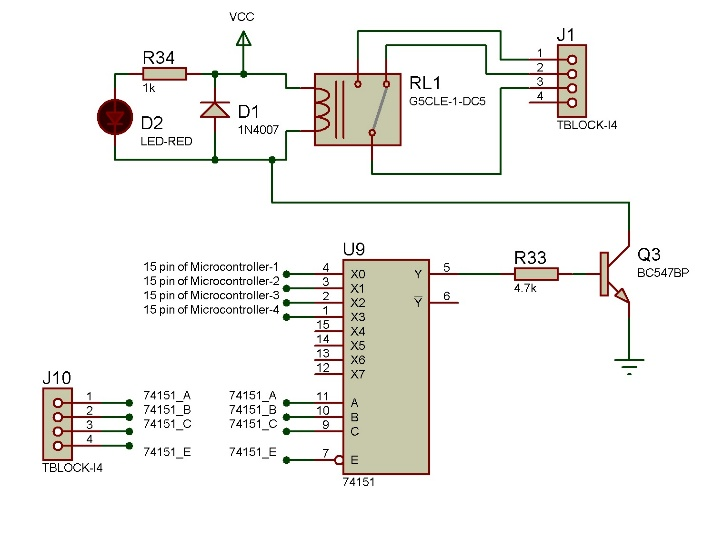 VCC
J1
R34
1k
D2
LED-RED
D1
1N4007
RL1
G5CLE-1-DC5
1
2
3
4
TBLOCK-I4
U9
15 pin of Microcontroller-1
15 pin of Microcontroller-2
15 pin of Microcontroller-3
15 pin of Microcontroller-4
4 X0
3 X1
2 X2
1 X3
15 X4
14 X5
13 X6
12 X7
Y 5
Y 6
R33
4.7k
Q3
BC547BP
J10
1 74151_A
2 74151_B
3 74151_C
4 74151_E
TBLOCK-I4
74151_A 11 A
74151_B 10 B
74151_C 9 C
74151_E 7 E
74151